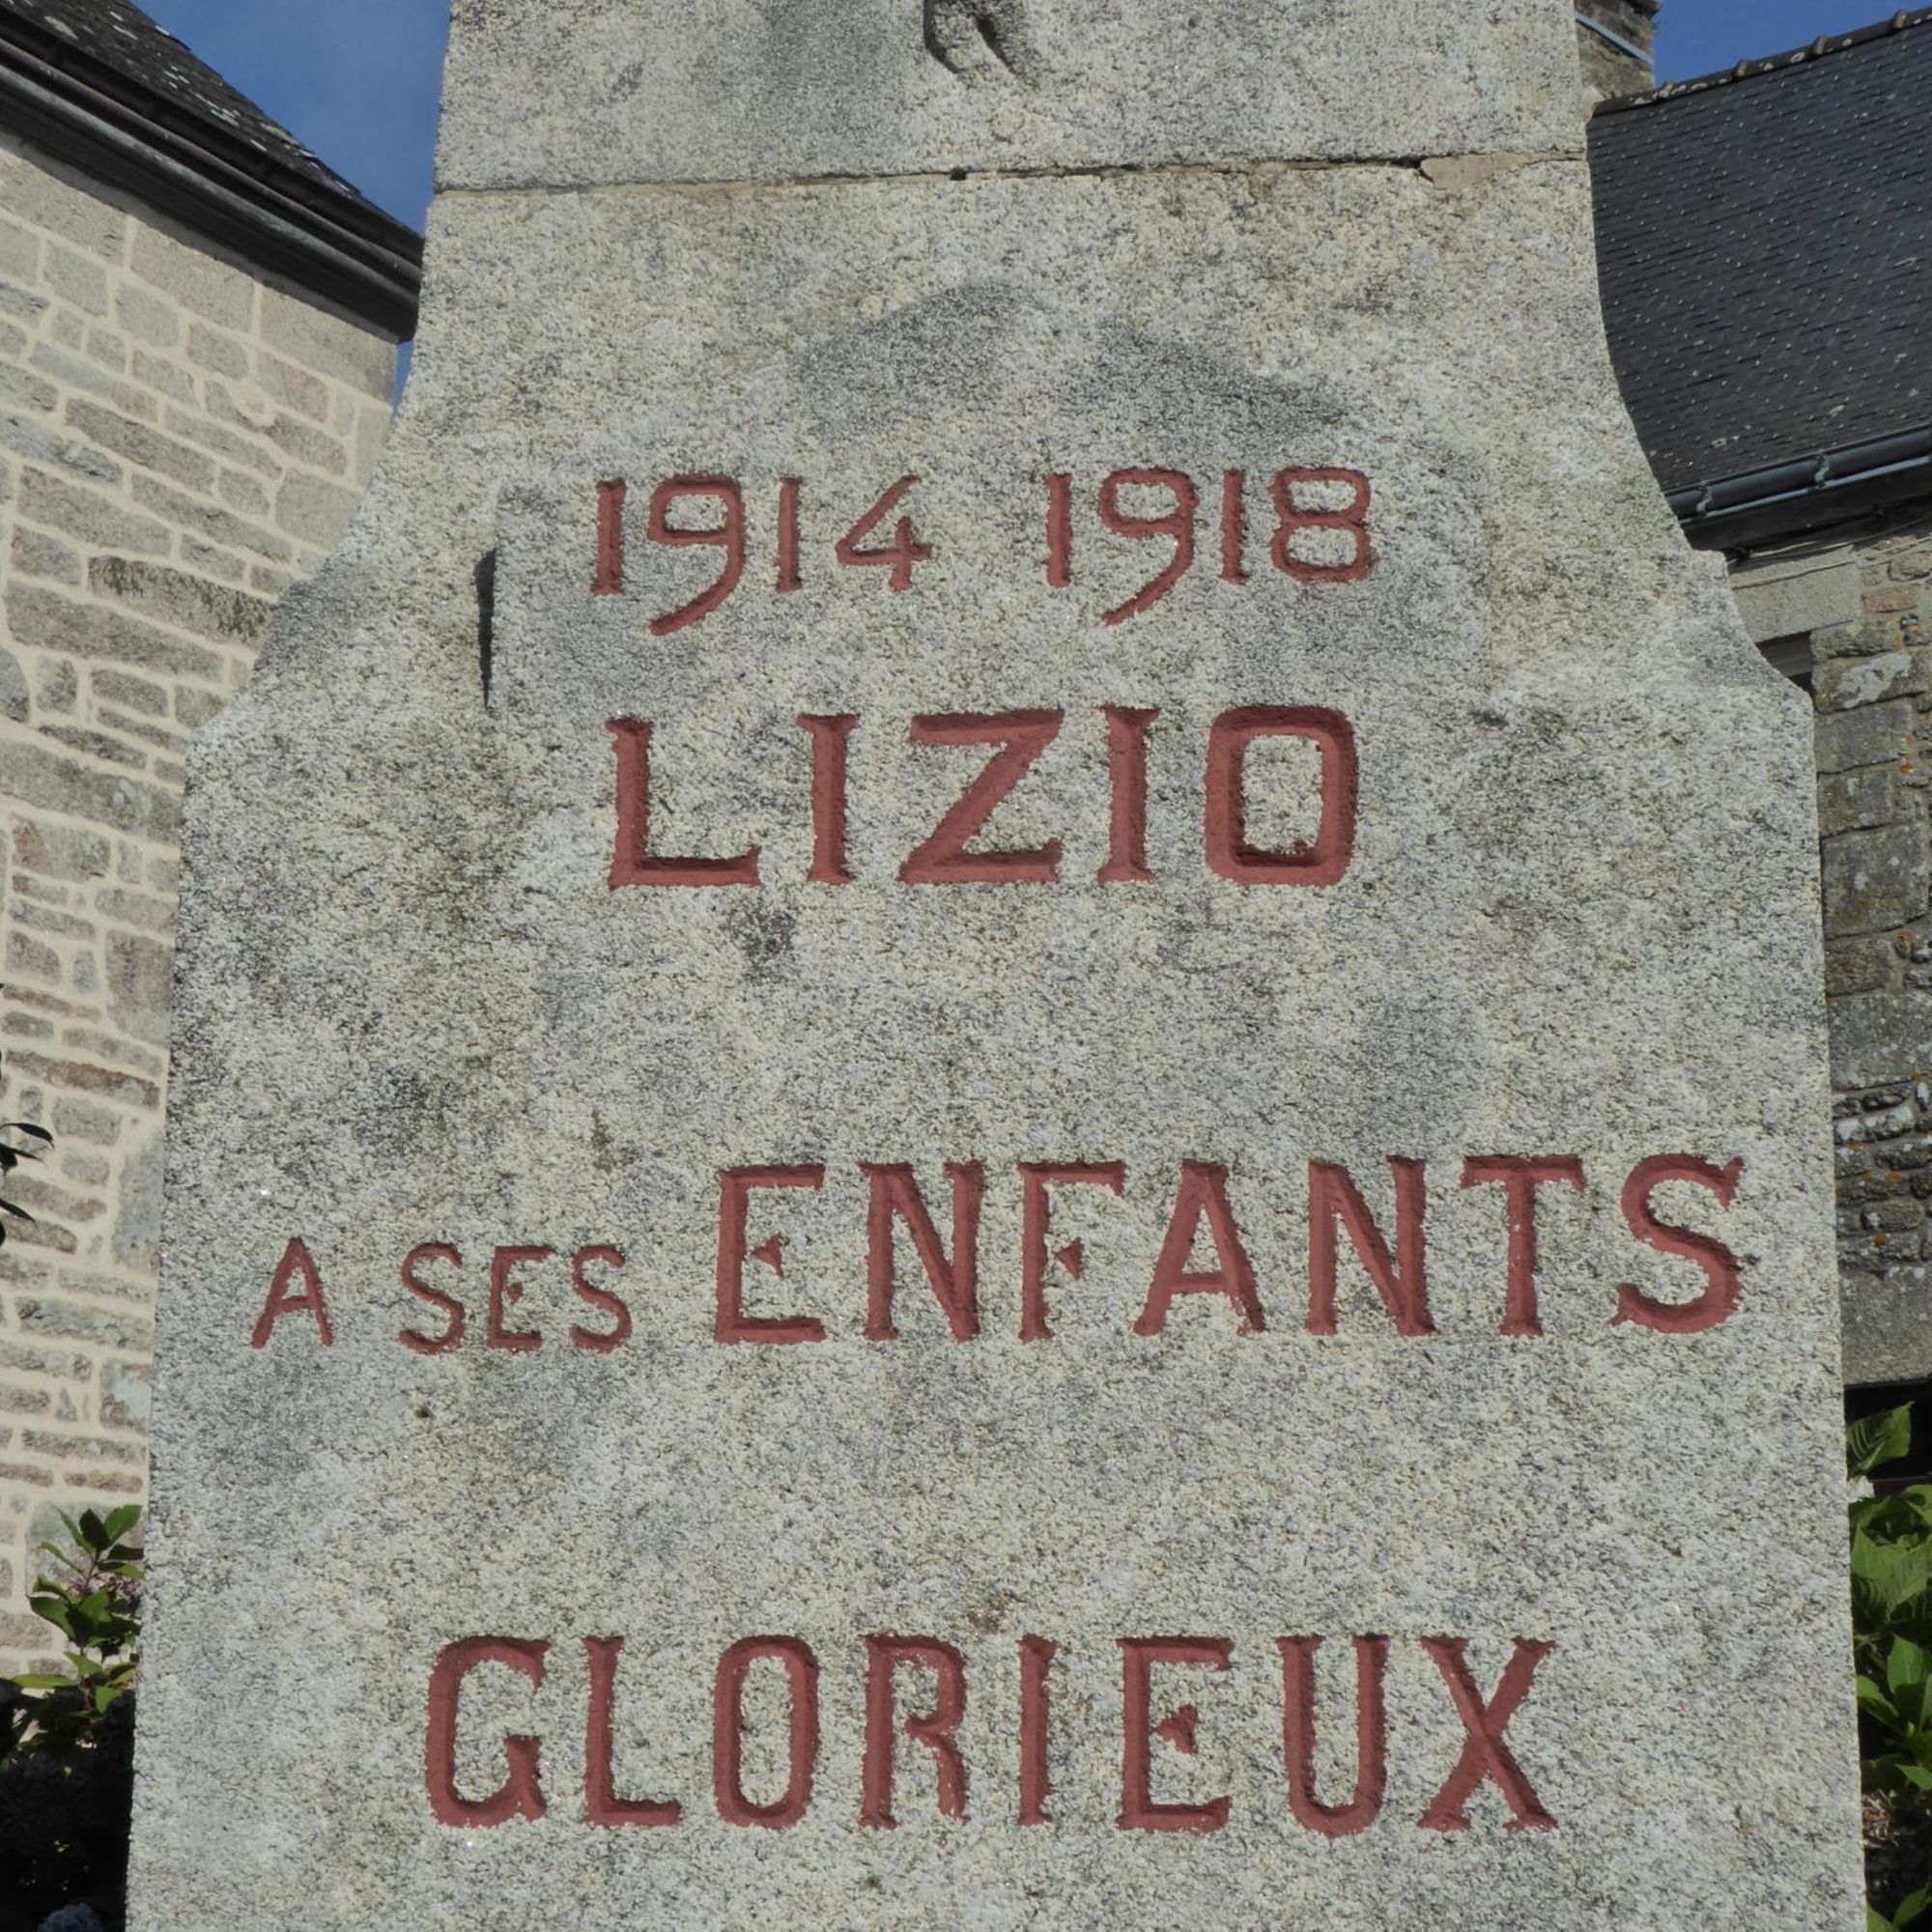 1914 1918
LIZIO
A SES ENFANTS
GLORIEUX